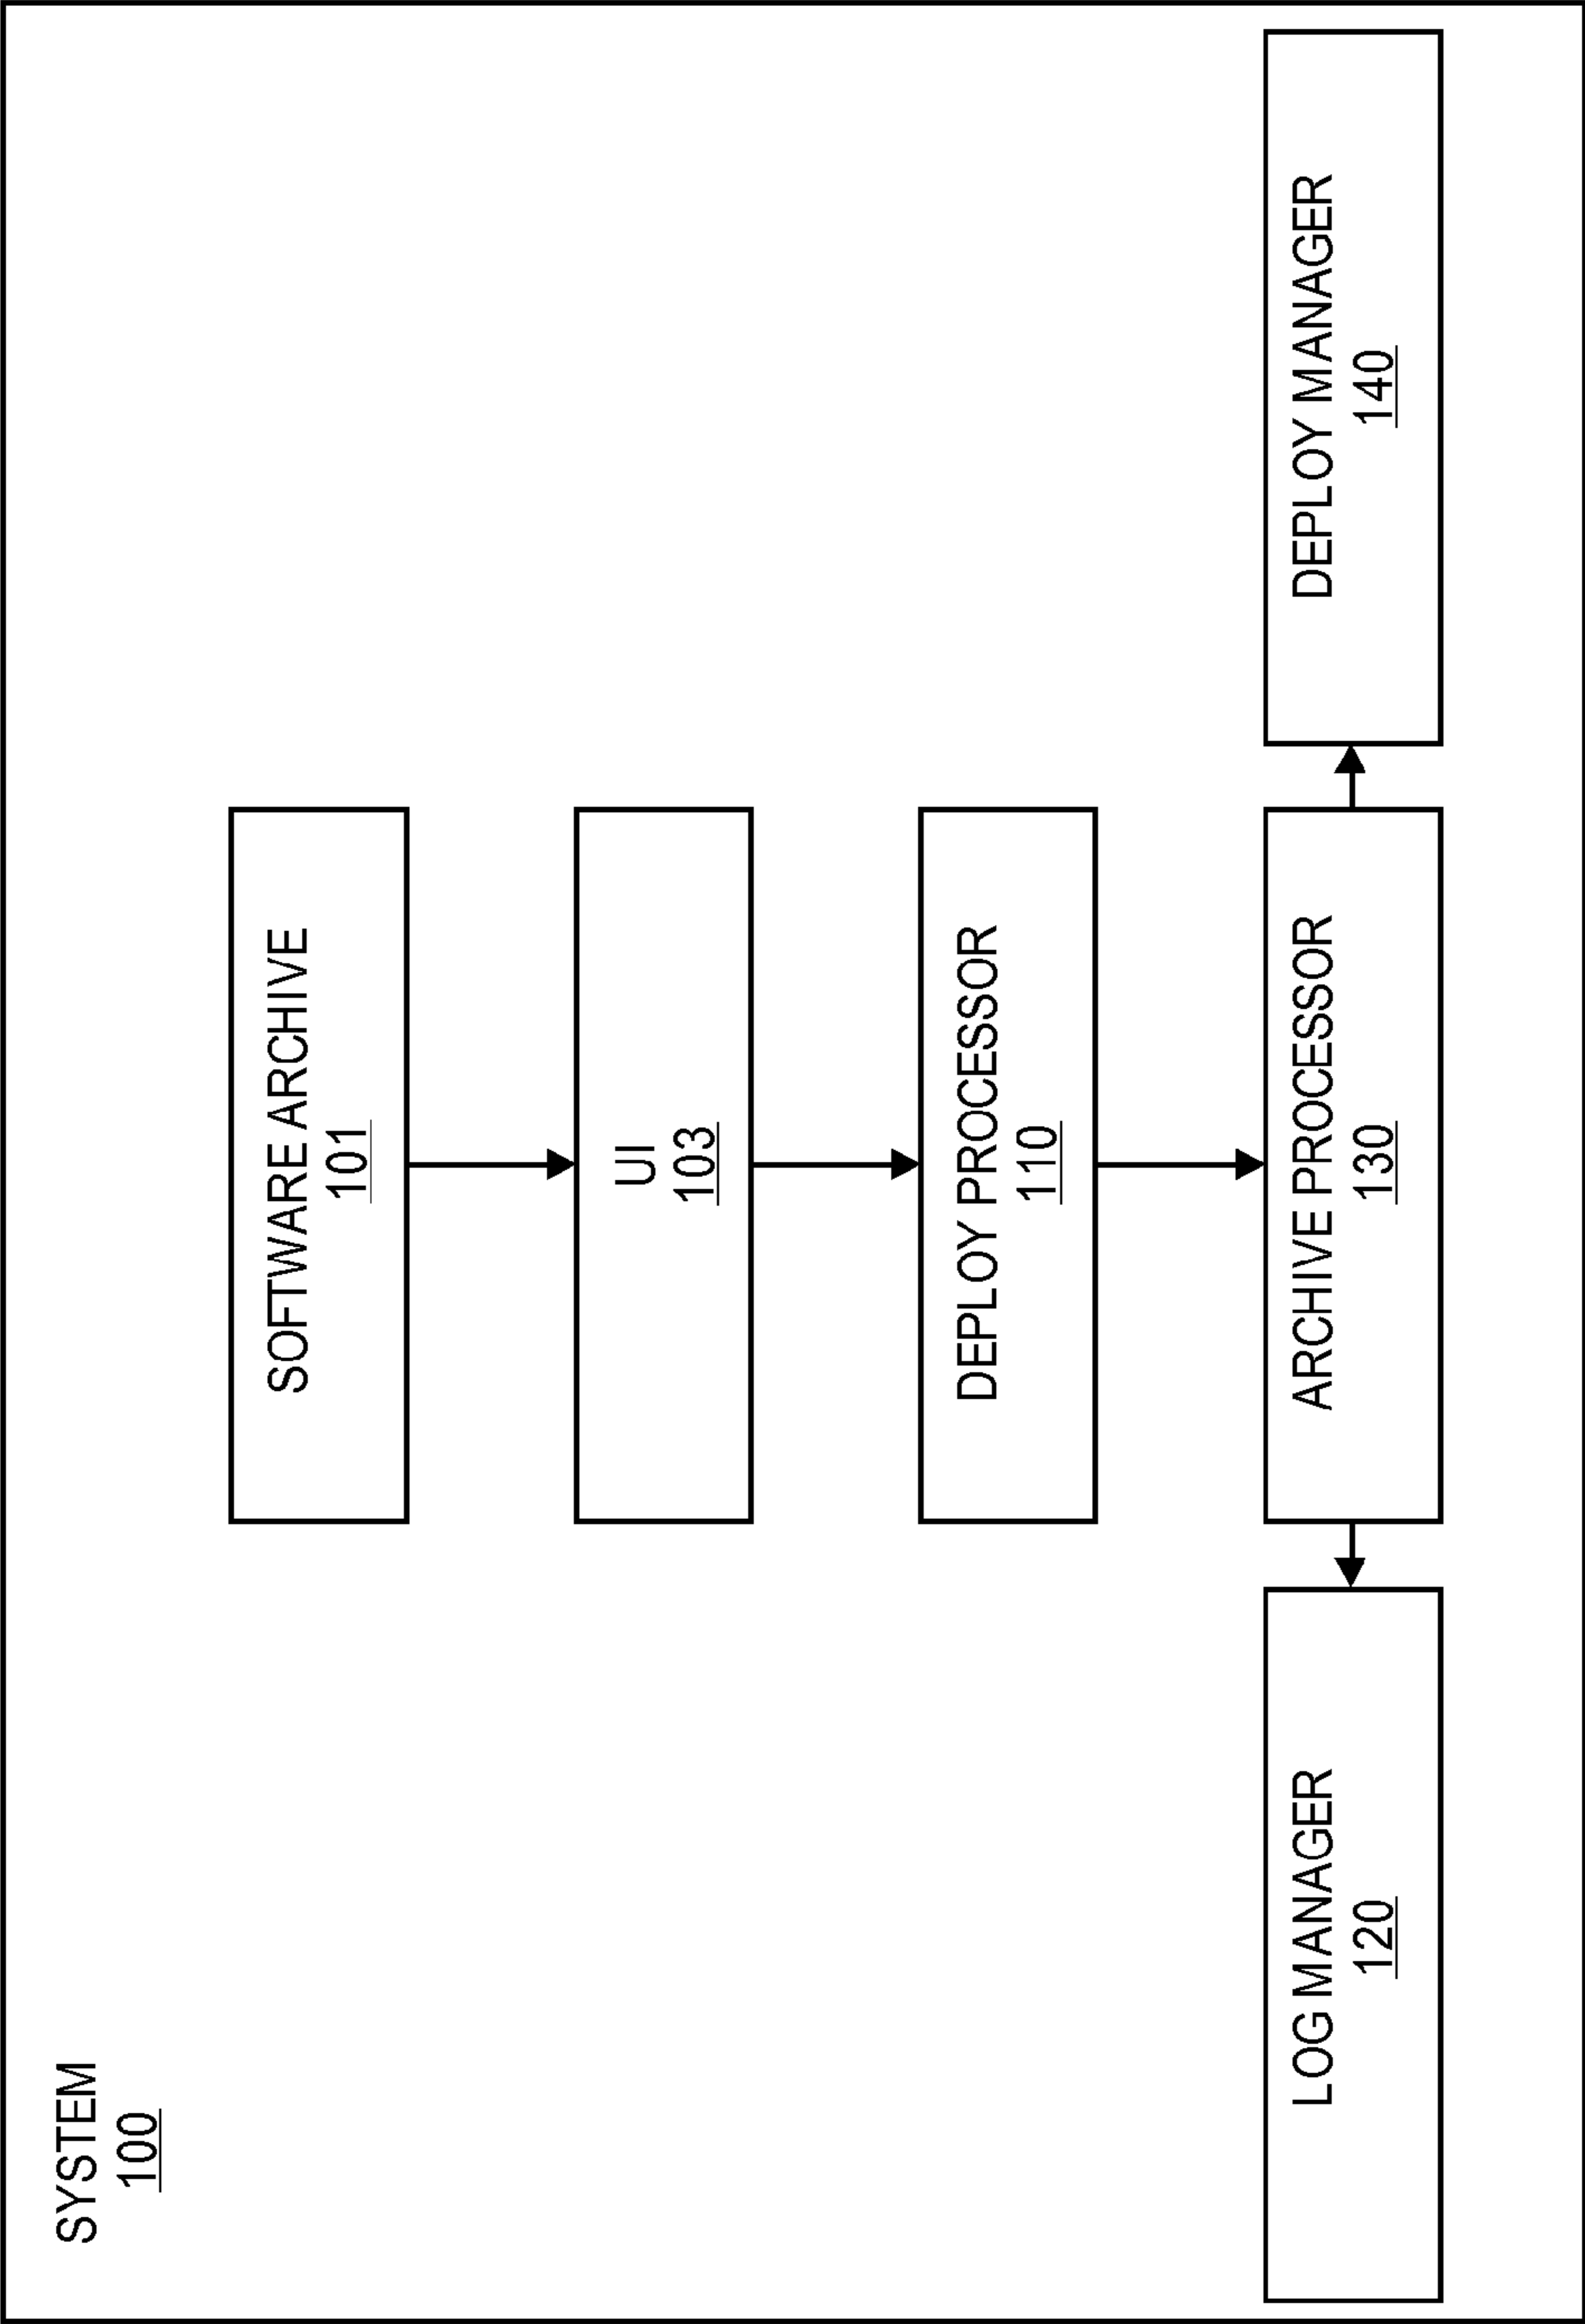 SYSTEM
100
SOFTWARE ARCHIVE
101
UI
103
DEPLOY PROCESSOR
110
LOG MANAGER
120
ARCHIVE PROCESSOR
130
DEPLOY MANAGER
140